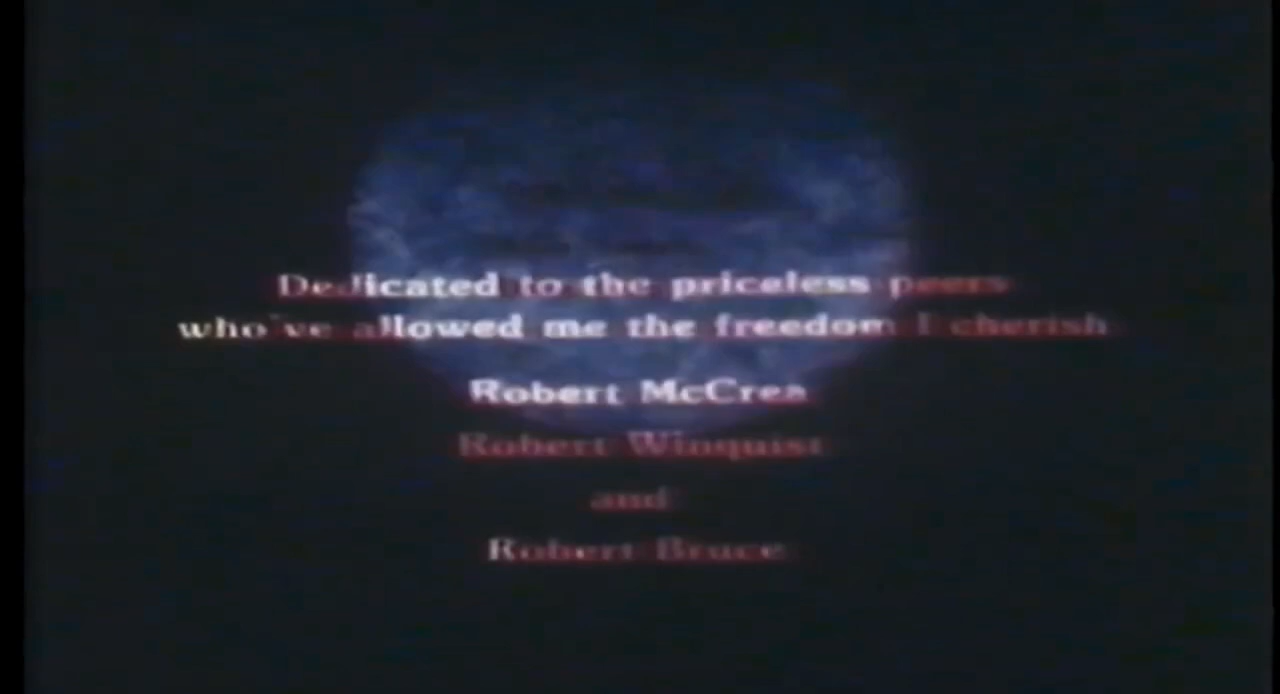 Dedicated to the priceless peers
who've allowed me the freedom I cherish
Robert McCrea
Robert Winquist
and
Robert Bruce